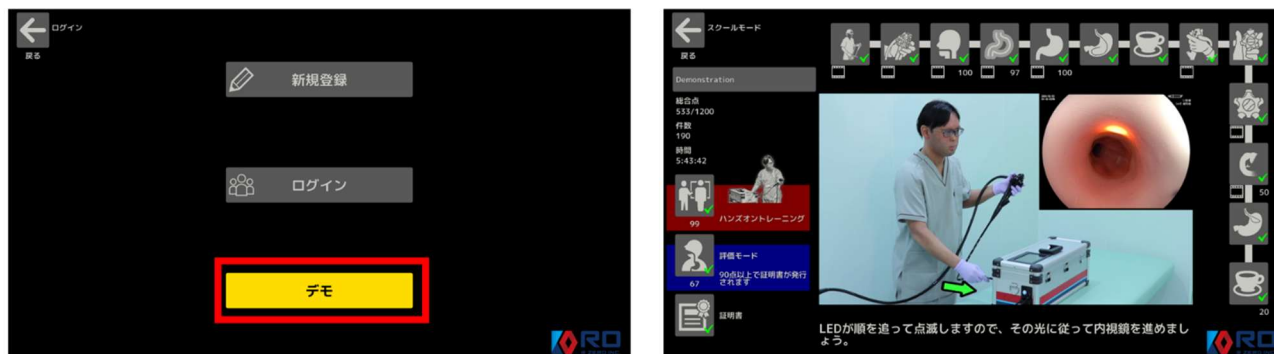 ログイン
戻る
新規登録
ログイン
デモ
RO
スクールモード
戻る
Demonstration
総合点
533/1200
件数
190
時間
5:43:42
ハンズオントレーニング
99
評価モード
90点以上で証明書が発行
されます
67
証明書
100
97
100
50
20
LEDが順を追って点滅しますので、その光に従って内視鏡を進めまし
ょう。
RO